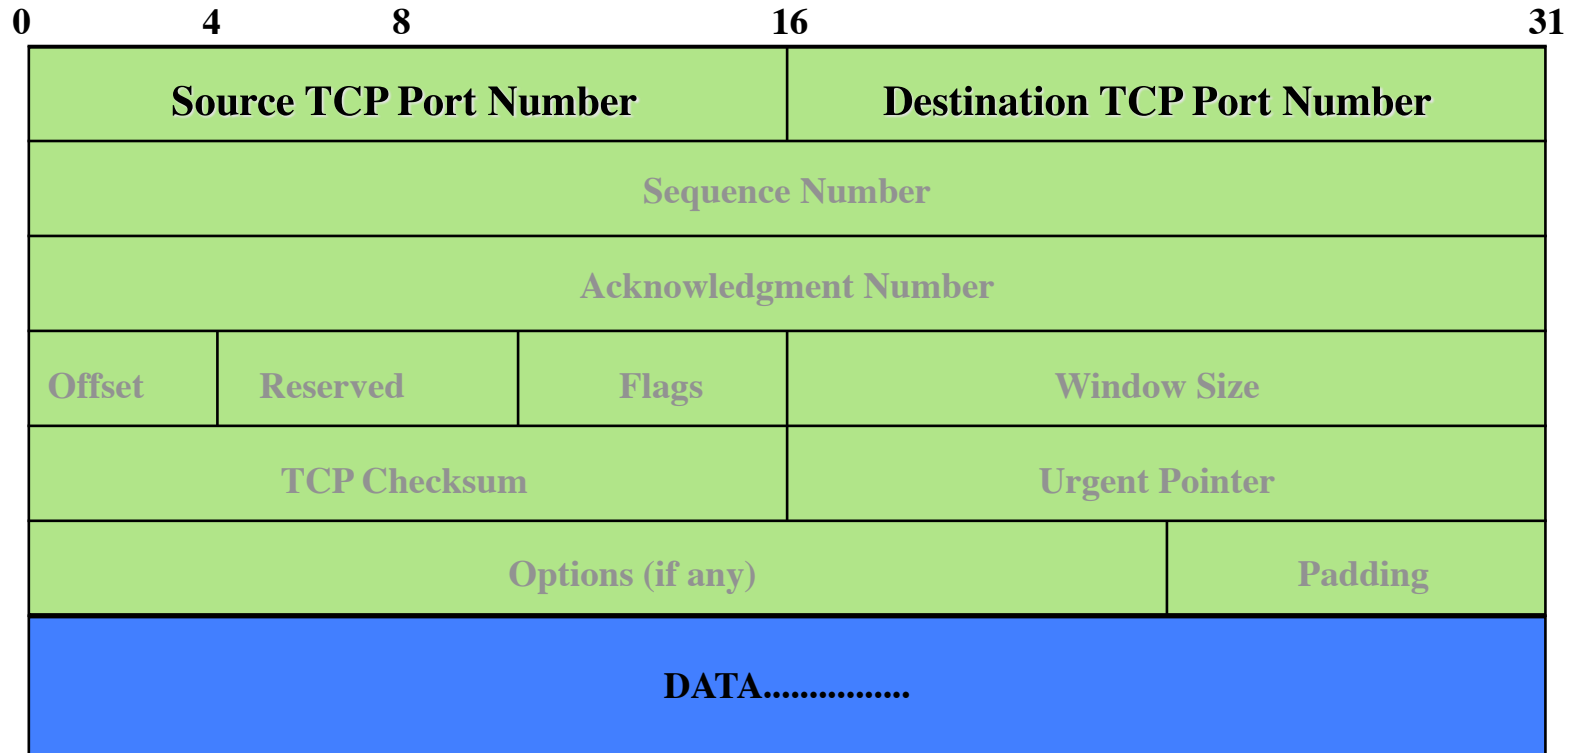 0 4 8 16 31
Source TCP Port Number Destination TCP Port Number
Sequence Number
Acknowledgment Number
Offset Reserved Flags Window Size
TCP Checksum Urgent Pointer
Options (if any) Padding
DATA................